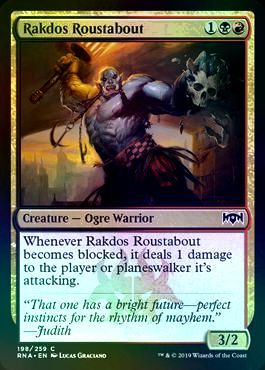 Rakdos Roustabout 1
Creature — Ogre Warrior
Whenever Rakdos Roustabout
becomes blocked, it deals 1 damage
to the player or planeswalker it's
attacking.
“That one has a bright future—perfect
instincts for the rhythm of mayhem.”
—Judith
3/2
198/259 C
RNA • EN Lucas Graciano
™ & © 2019 Wizards of the Coast